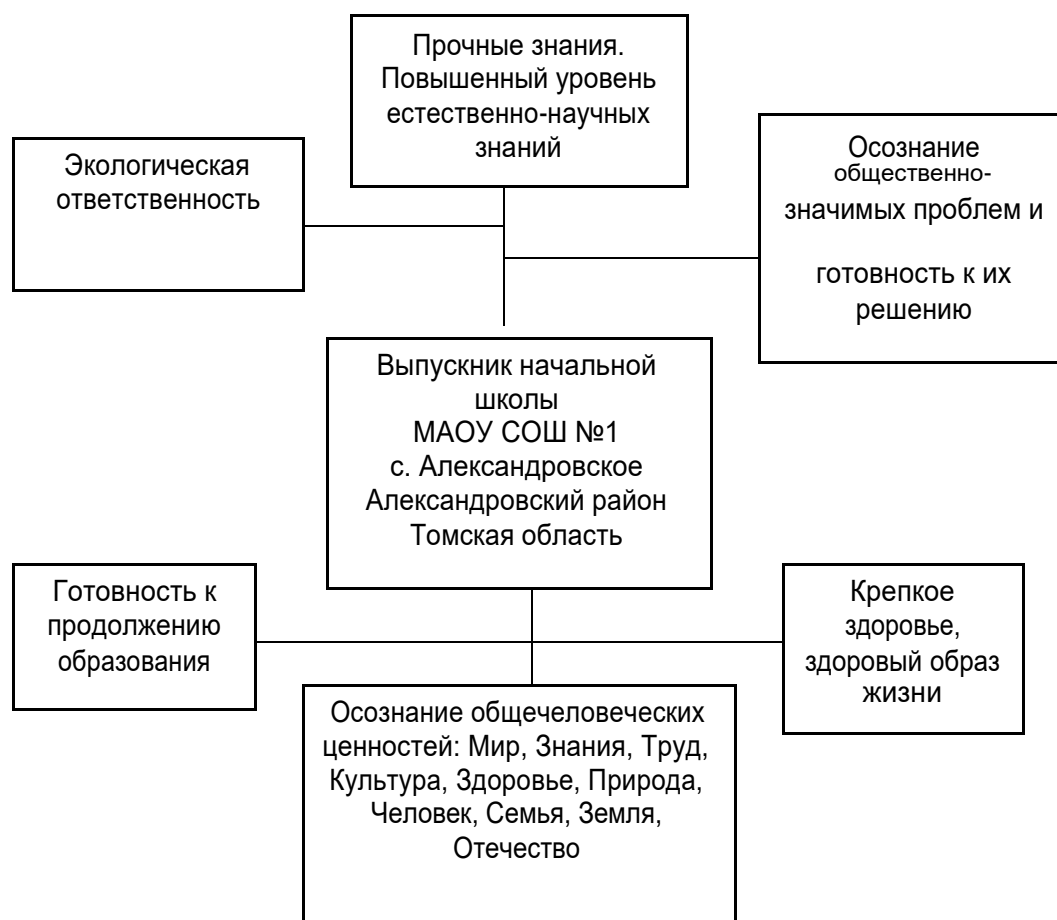 Прочные знания.
Повышенный уровень
естественно-научных
знаний
Экологическая
ответственность
Осознание
общественно-
значимых проблем и
готовность к их
решению
Выпускник начальной
школы
МАОУ СОШ №1
с. Александровское
Александровский район
Томская область
Готовность к
продолжению
образования
Крепкое
здоровье,
здоровый образ
жизни
Осознание общечеловеческих
ценностей: Мир, Знания, Труд,
Культура, Здоровье, Природа,
Человек, Семья, Земля,
Отечество